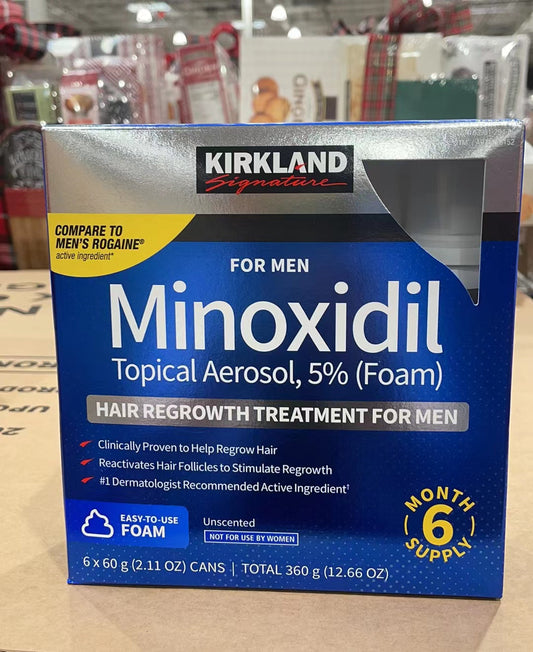 KIRKLAND
Signature
COMPARE TO
MEN'S ROGAINE®
active ingredient*
FOR MEN
Minoxidil
Topical Aerosol, 5% (Foam)
HAIR REGROWTH TREATMENT FOR MEN
Clinically Proven to Help Regrow Hair
Reactivates Hair Follicles to Stimulate Regrowth
#1 Dermatologist Recommended Active Ingredient†
EASY-TO-USE
FOAM
Unscented
NOT FOR USE BY WOMEN
MONTH
6
SUPPLY
6 x 60 g (2.11 OZ) CANS | TOTAL 360 g (12.66 OZ)